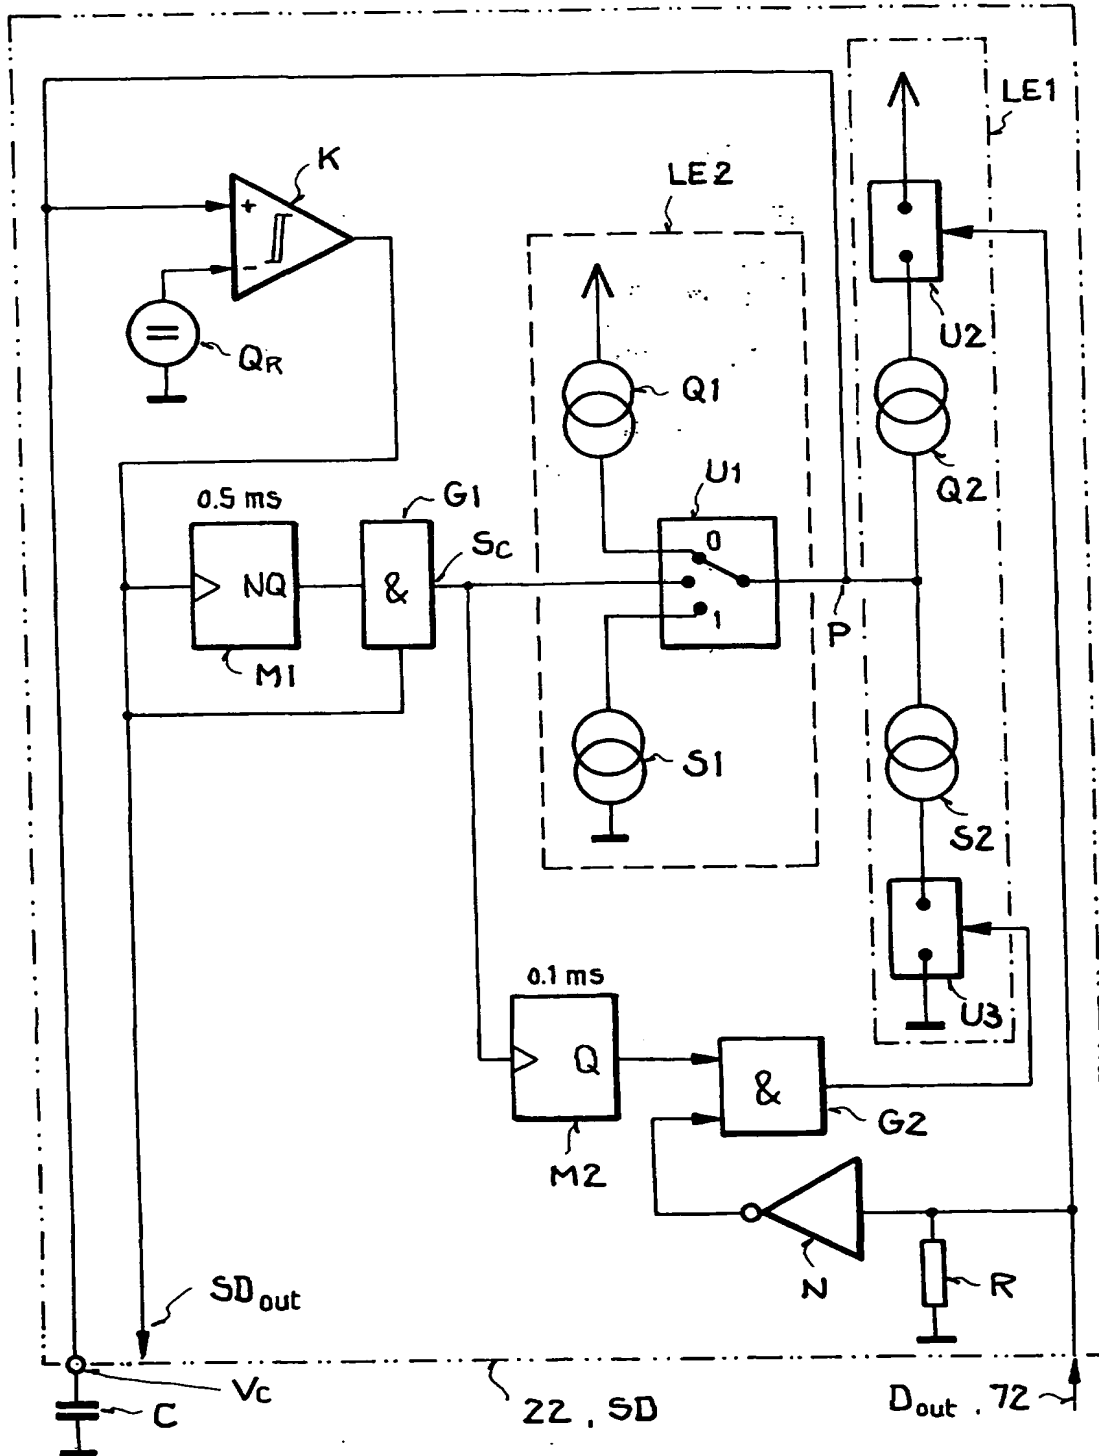 LE1
K
LE2
+
-
=
QR
U2
Q1
Q2
U1
0.5 ms
G1
SC
0
NQ
&
1
P
M1
S1
S2
0.1 ms
U3
Q
&
G2
M2
N
R
SDout
VC
C
22, SD
Dout, 72